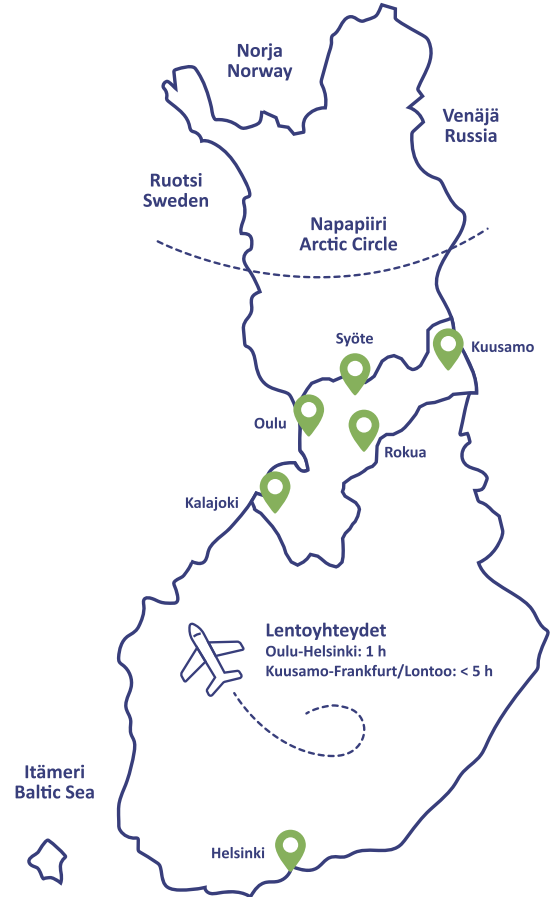 Norja
Norway
Venäjä
Russia
Ruotsi
Sweden
Napapiiri
Arctic Circle
Syöte
Kuusamo
Oulu
Rokua
Kalajoki
Lentoyhteydet
Oulu-Helsinki: 1 h
Kuusamo-Frankfurt/Lontoo: < 5 h
Itämeri
Baltic Sea
Helsinki